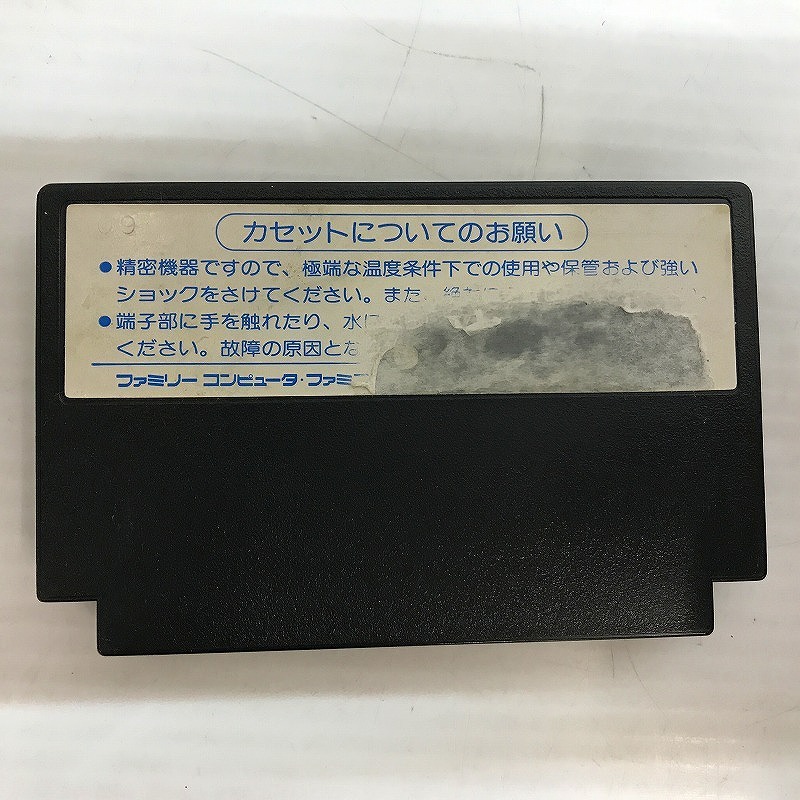 カセットについてのお願い
●精密機器ですので、極端な温度条件下での使用や保管および強い
ショックをさけてください。また、絶対に
●端子部に手を触れたり、水に
ください。故障の原因とな
ファミリー コンピュータ・ファミ